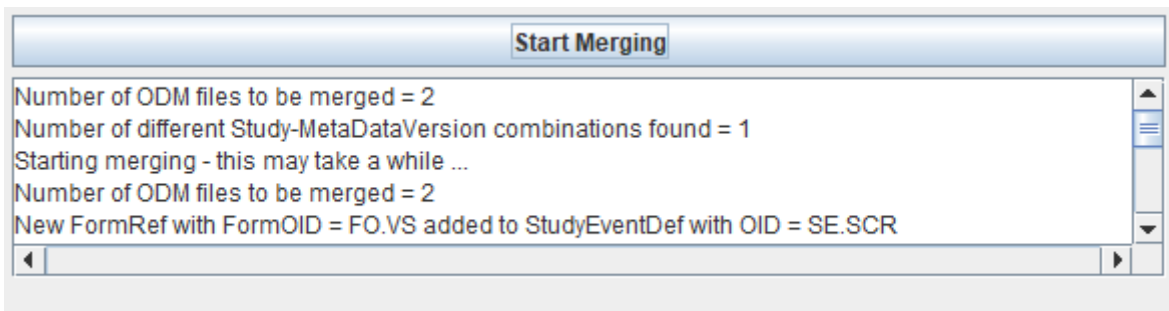 Start Merging
Number of ODM files to be merged = 2
Number of different Study-MetaDataVersion combinations found = 1
Starting merging - this may take a while ...
Number of ODM files to be merged = 2
New FormRef with FormOID = FO.VS added to StudyEventDef with OID = SE.SCR